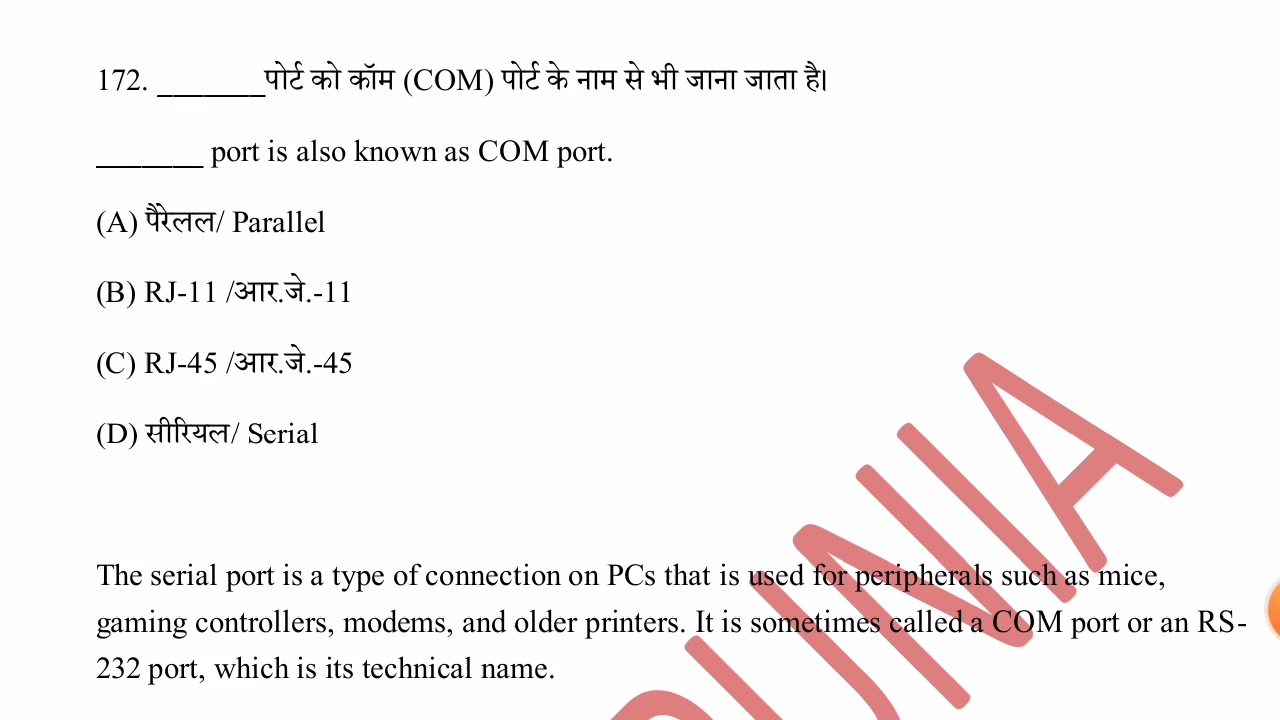 172. _______पोर्ट को कॉम (COM) पोर्ट के नाम से भी जाना जाता है।
_______ port is also known as COM port.
(A) पैरेलल/ Parallel
(B) RJ-11 /आर.जे.-11
(C) RJ-45 /आर.जे.-45
(D) सीरियल/ Serial
The serial port is a type of connection on PCs that is used for peripherals such as mice,
gaming controllers, modems, and older printers. It is sometimes called a COM port or an RS-
232 port, which is its technical name.
PUNIA